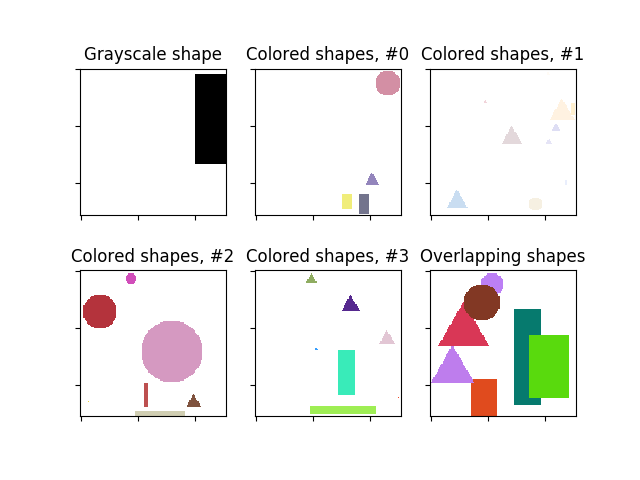 Grayscale shape
Colored shapes, #0
Colored shapes, #1
Colored shapes, #2
Colored shapes, #3
Overlapping shapes